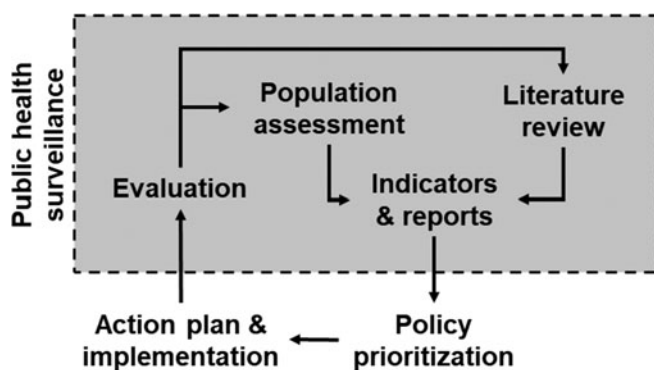 Public health
surveillance
Population
assessment
Literature
review
Evaluation
Indicators
& reports
Action plan &
implementation
Policy
prioritization